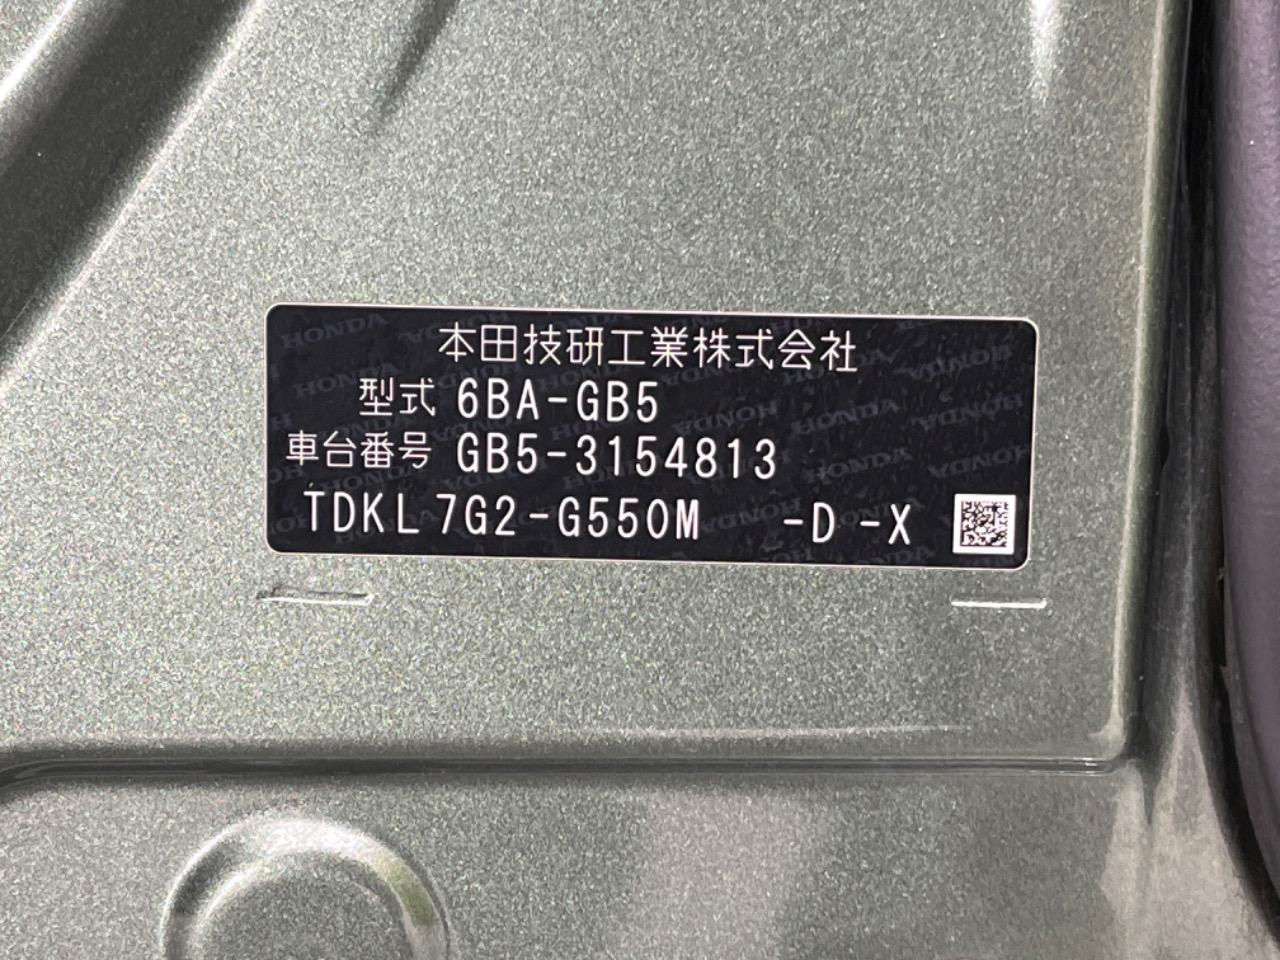 本田技研工業株式会社
型式 6BA-GB5
車台番号 GB5-3154813
TDKL7G2-G550M -D -X